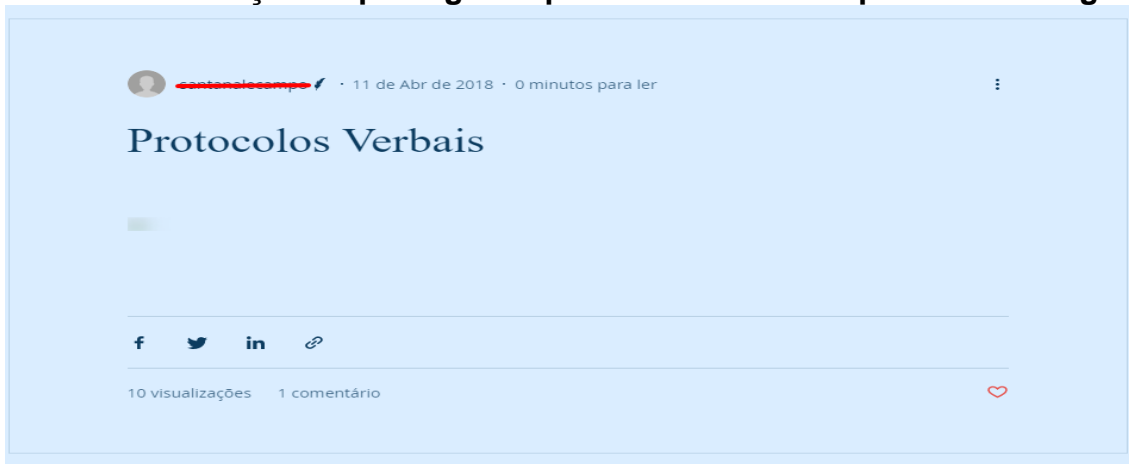 11 de Abr de 2018 · 0 minutos para ler
Protocolos Verbais
10 visualizações 1 comentário